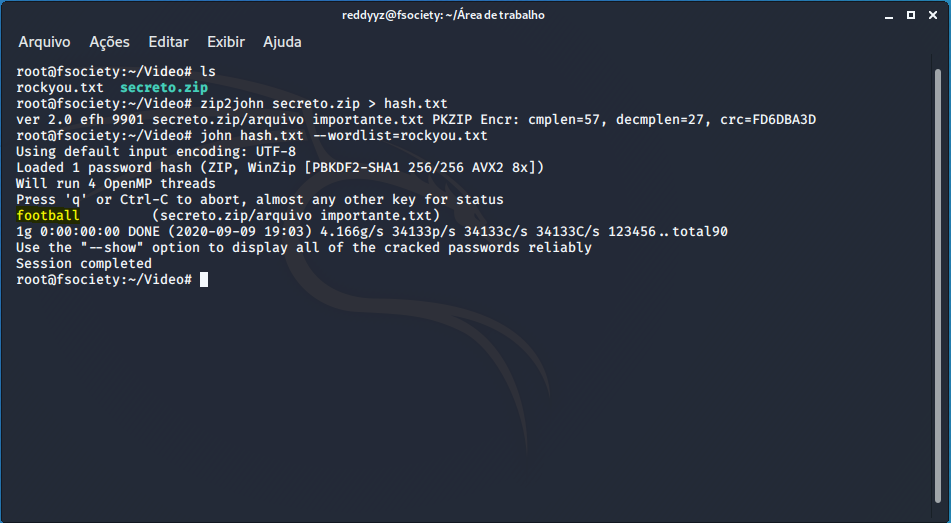 reddyyz@fsociety: ~/Área de trabalho
Arquivo Ações Editar Exibir Ajuda
root@fsociety:~/Video# ls
rockyou.txt secreto.zip
root@fsociety:~/Video# zip2john secreto.zip > hash.txt
ver 2.0 efh 9901 secreto.zip/arquivo importante.txt PKZIP Encr: cmplen=57, decmplen=27, crc=FD6DBA3D
root@fsociety:~/Video# john hash.txt --wordlist=rockyou.txt
Using default input encoding: UTF-8
Loaded 1 password hash (ZIP, WinZip [PBKDF2-SHA1 256/256 AVX2 8x])
Will run 4 OpenMP threads
Press 'q' or Ctrl-C to abort, almost any other key for status
football         (secreto.zip/arquivo importante.txt)
1g 0:00:00:00 DONE (2020-09-09 19:03) 4.166g/s 34133p/s 34133c/s 34133C/s 123456..total90
Use the "--show" option to display all of the cracked passwords reliably
Session completed
root@fsociety:~/Video#